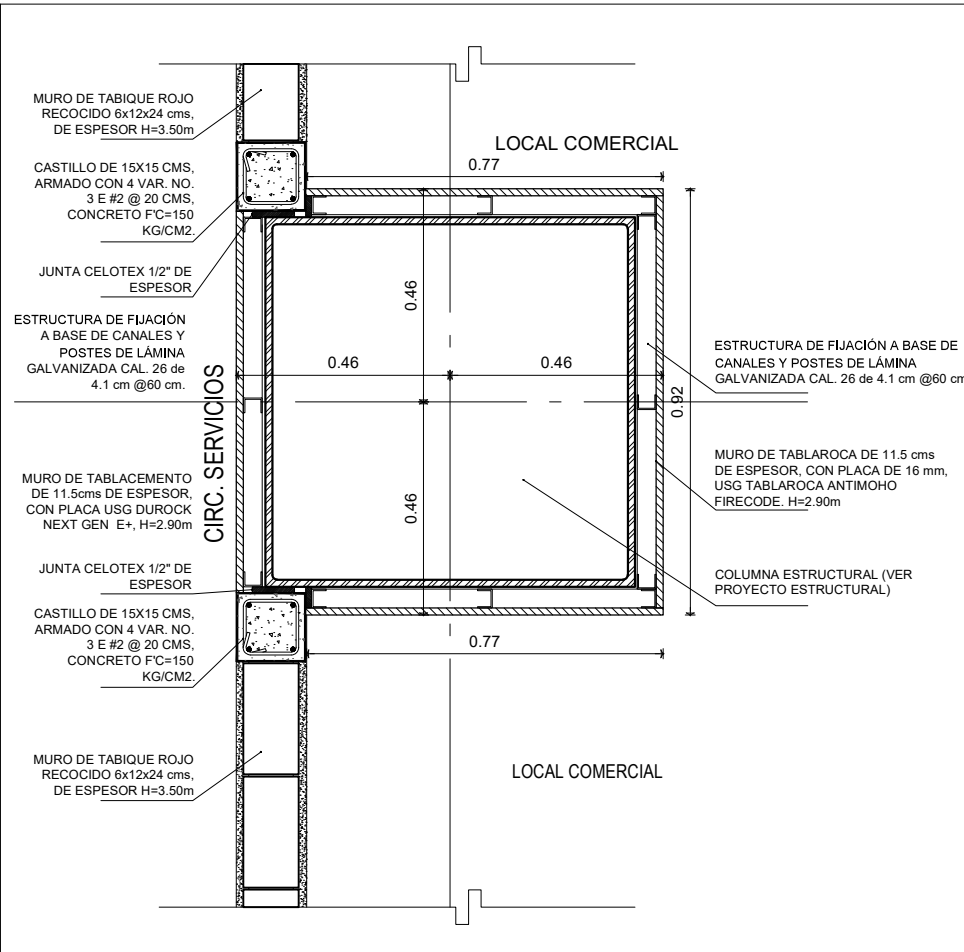 MURO DE TABIQUE ROJO
RECOCIDO 6x12x24 cms,
DE ESPESOR H=3.50m
CASTILLO DE 15X15 CMS,
ARMADO CON 4 VAR. NO.
3 E #2 @ 20 CMS,
CONCRETO F'C=150
KG/CM2.
JUNTA CELOTEX 1/2" DE
ESPESOR
ESTRUCTURA DE FIJACIÓN
A BASE DE CANALES Y
POSTES DE LÁMINA
GALVANIZADA CAL. 26 de
4.1 cm @60 cm.
CIRC. SERVICIOS
MURO DE TABLACEMENTO
DE 11.5cms DE ESPESOR,
CON PLACA USG DUROCK
NEXT GEN E+, H=2.90m
JUNTA CELOTEX 1/2" DE
ESPESOR
CASTILLO DE 15X15 CMS,
ARMADO CON 4 VAR. NO.
3 E #2 @ 20 CMS,
CONCRETO F'C=150
KG/CM2.
MURO DE TABIQUE ROJO
RECOCIDO 6x12x24 cms,
DE ESPESOR H=3.50m
LOCAL COMERCIAL
0.77
0.46
0.46
0.46
0.46
0.92
0.77
LOCAL COMERCIAL
ESTRUCTURA DE FIJACIÓN A BASE DE
CANALES Y POSTES DE LÁMINA
GALVANIZADA CAL. 26 de 4.1 cm @60 cm
MURO DE TABLAROCA DE 11.5 cms
DE ESPESOR, CON PLACA DE 16 mm,
USG TABLAROCA ANTIMOHO
FIRECODE. H=2.90m
COLUMNA ESTRUCTURAL (VER
PROYECTO ESTRUCTURAL)